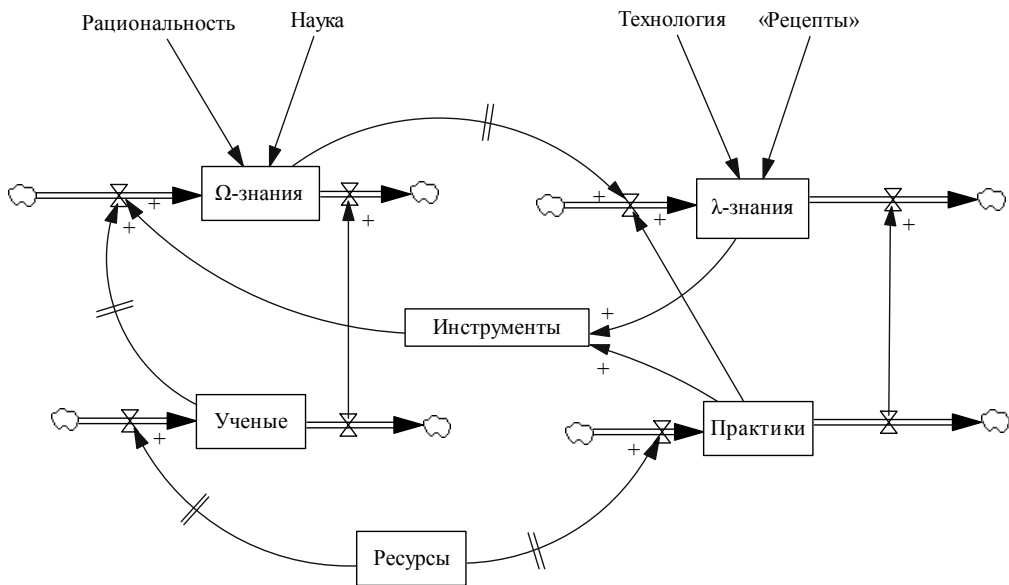 Рациональность
Наука
Технология
«Рецепты»
Ω-знания
λ-знания
+
+
+
+
+
+
Инструменты
+
+
Ученые
Практики
+
+
Ресурсы